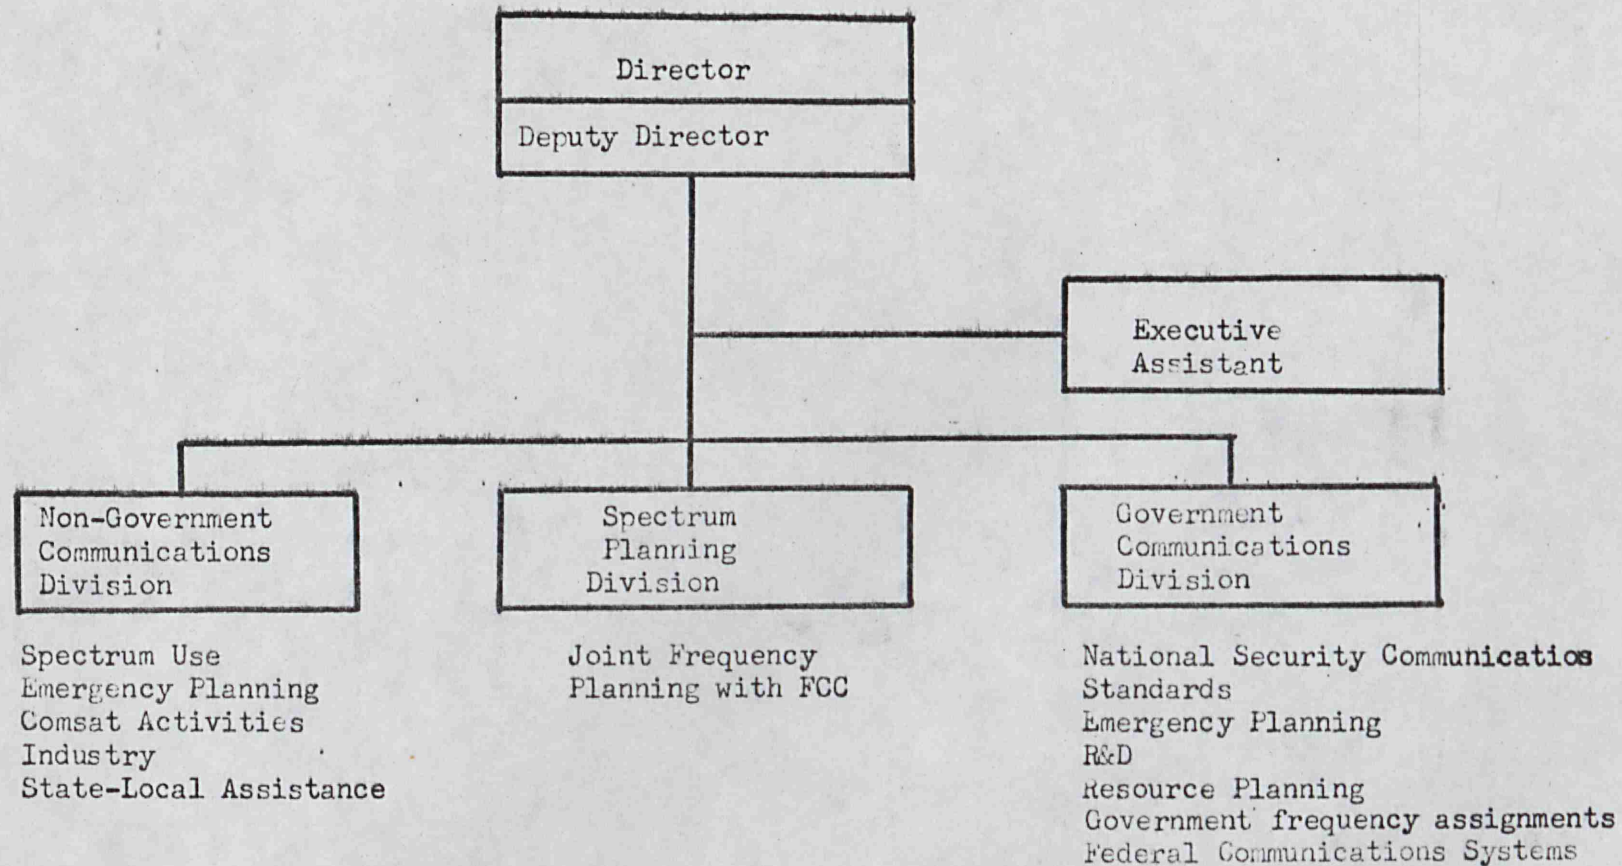 Director
Deputy Director
Executive
Assistant
Non-Government
Communications
Division
Spectrum
Planning
Division
Government
Communications
Division
Spectrum Use
Emergency Planning
Comsat Activities
Industry
State-Local Assistance
Joint Frequency
Planning with FCC
National Security Communicatios
Standards
Emergency Planning
R&D
Resource Planning
Government frequency assignments
Federal Communications Systems